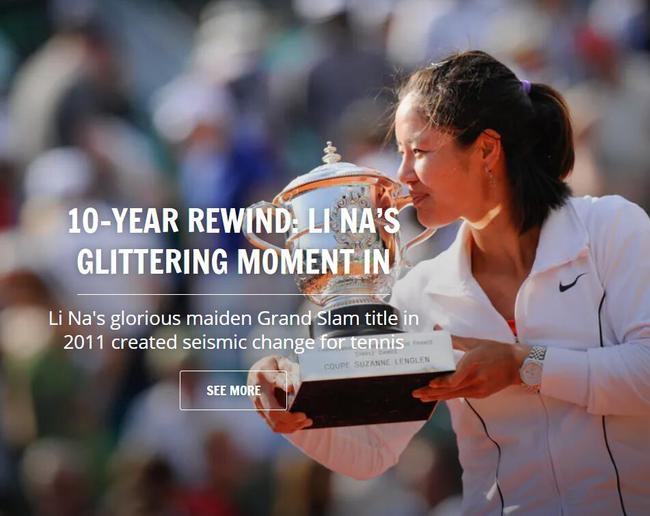 10-YEAR REWIND: LI NA'S
GLITTERING MOMENT IN
Li Na's glorious maiden Grand Slam title in
2011 created seismic change for tennis
COUPE SUZANNE LENGLEN
SEE MORE